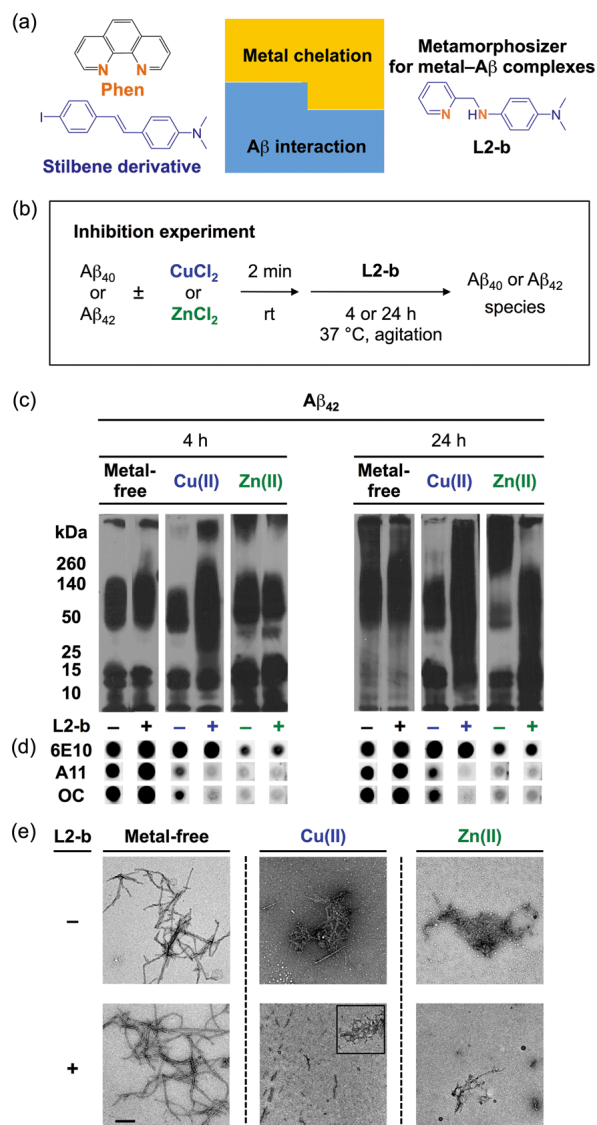 (a)
N N
Phen
I
N
Stilbene derivative
Metal chelation
Aβ interaction
Metamorphosizer
for metal–Aβ complexes
N
HN
N
L2-b
(b)
Inhibition experiment
Aβ40
or
Aβ42
±
CuCl2
or
ZnCl2
2 min
rt
L2-b
4 or 24 h
37 °C, agitation
Aβ40 or Aβ42
species
(c)
Aβ42
4 h 24 h
Metal-free Cu(II) Zn(II) Metal-free Cu(II) Zn(II)
kDa
260
140
50
25
15
10
L2-b – + – + – + – + – + – +
(d)
6E10
A11
OC
(e)
L2-b Metal-free Cu(II) Zn(II)
–
+